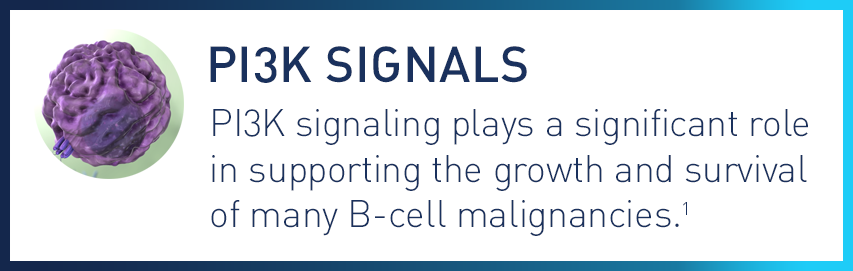 PI3K SIGNALS
PI3K signaling plays a significant role
in supporting the growth and survival
of many B-cell malignancies.¹